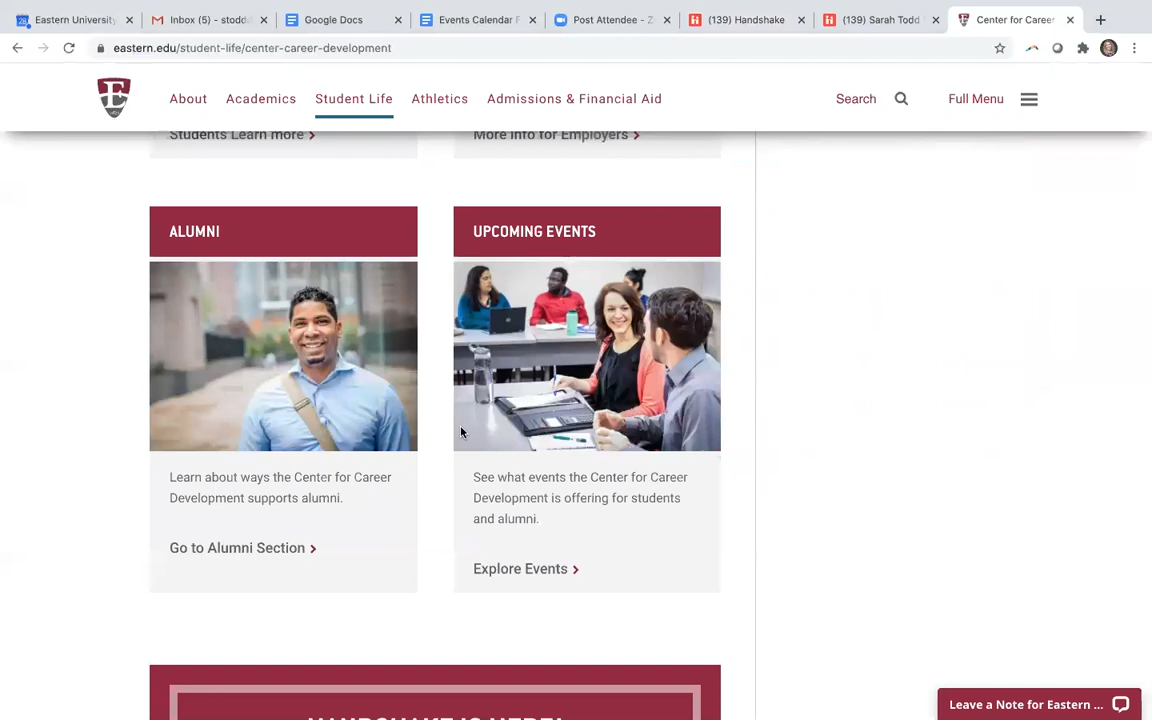 Eastern University
Inbox (5) - stodd
Google Docs
Events Calendar F
Post Attendee - Z
(139) Handshake
(139) Sarah Todd
Center for Career
eastern.edu/student-life/center-career-development
E
About
Academics
Student Life
Athletics
Admissions & Financial Aid
Search
Full Menu
Students Learn more
More Info for Employers
ALUMNI
UPCOMING EVENTS
Learn about ways the Center for Career
Development supports alumni.
Go to Alumni Section
See what events the Center for Career
Development is offering for students
and alumni.
Explore Events
Leave a Note for Eastern ...